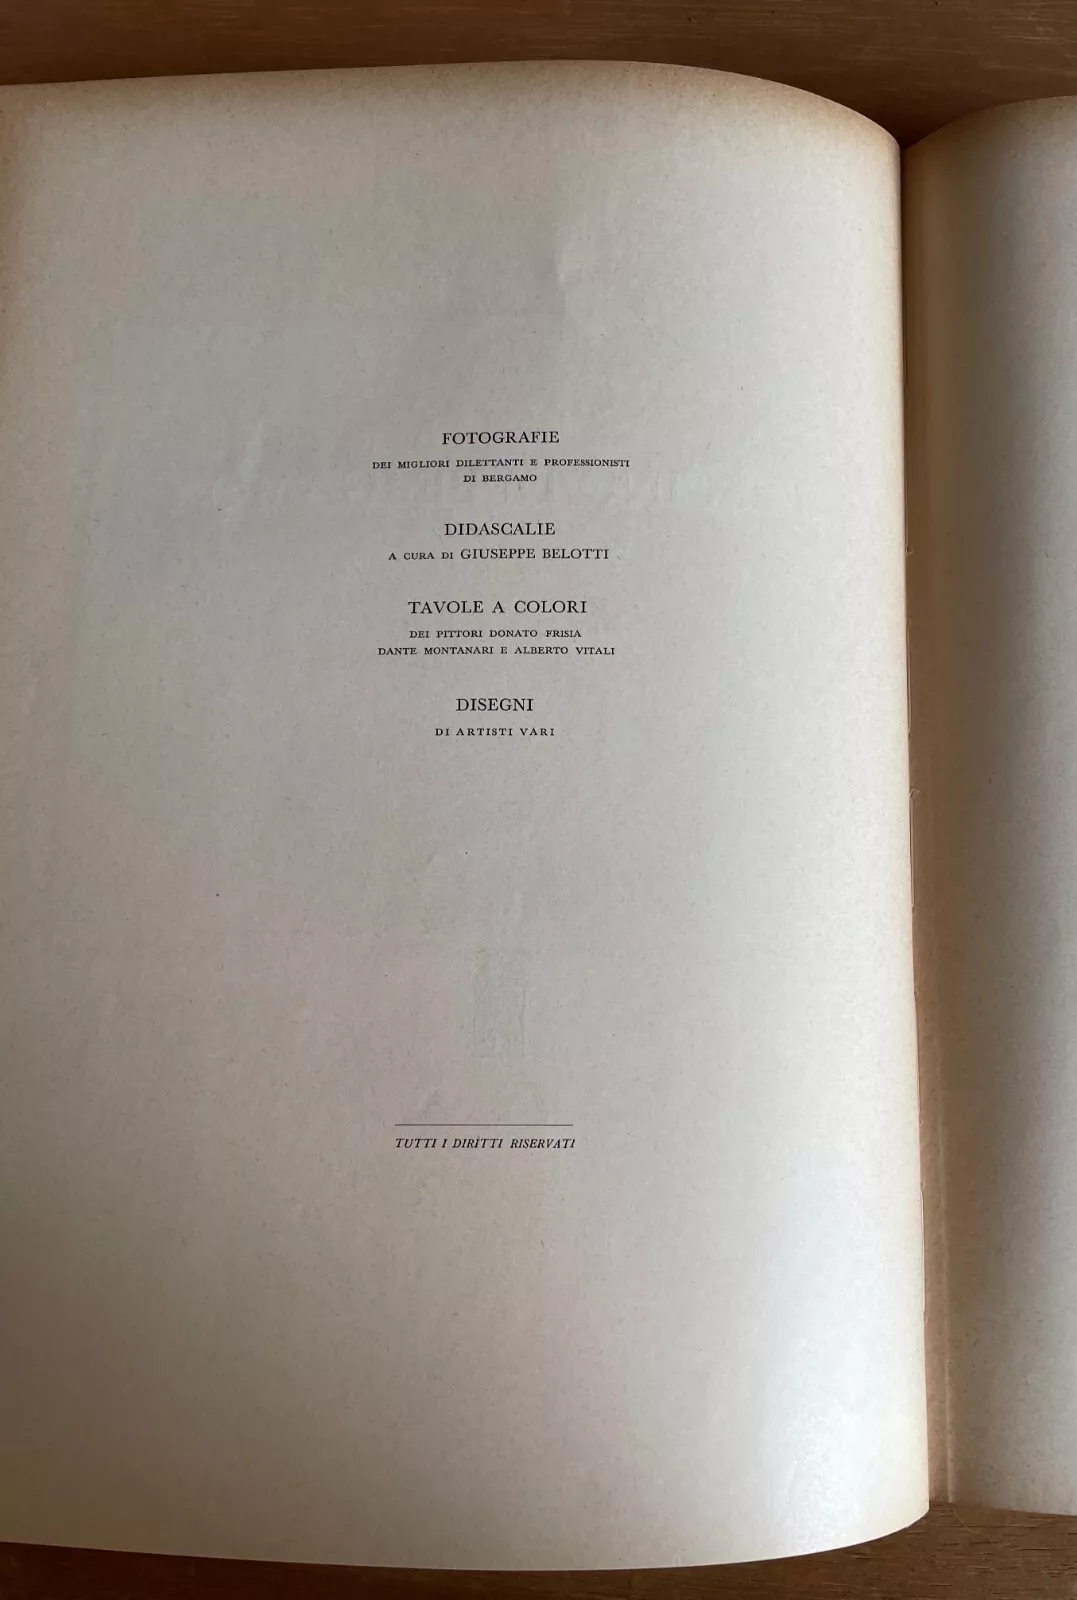 FOTOGRAFIE
DEI MIGLIORI DILETTANTI E PROFESSIONISTI
DI BERGAMO
DIDASCALIE
A CURA DI GIUSEPPE BELOTTI
TAVOLE A COLORI
DEI PITTORI DONATO FRISIA
DANTE MONTANARI E ALBERTO VITALI
DISEGNI
DI ARTISTI VARI
TUTTI I DIRITTI RISERVATI